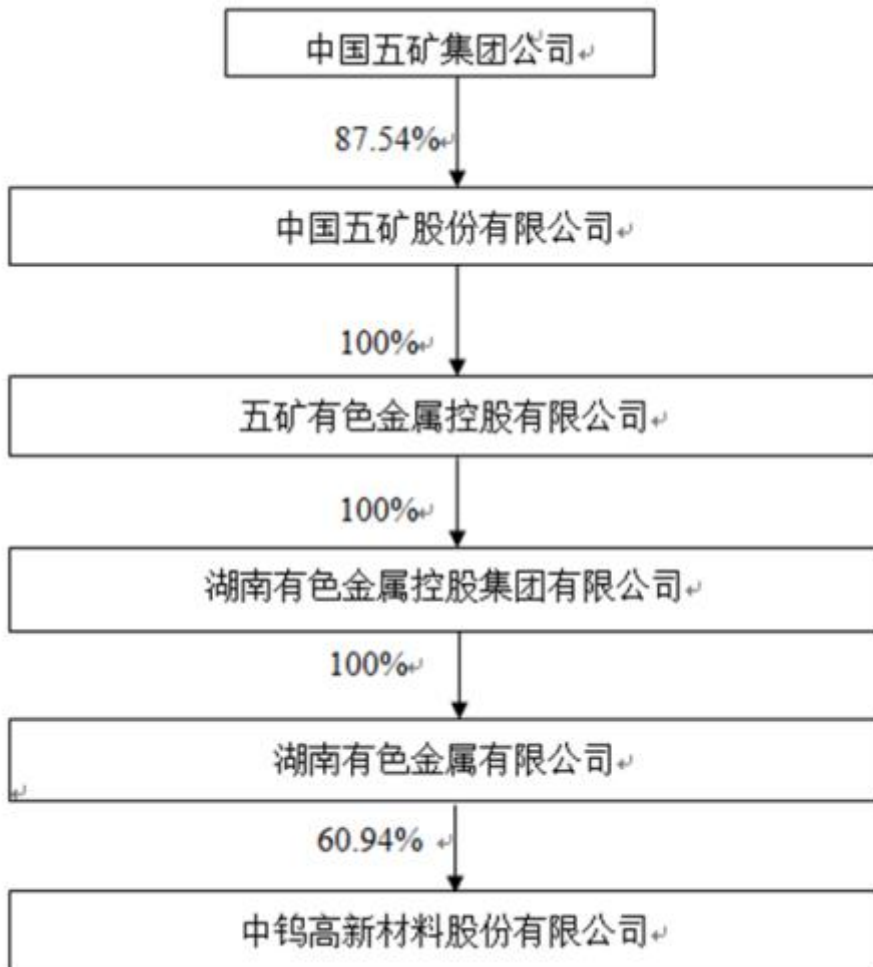 中国五矿集团公司
87.54%
中国五矿股份有限公司
100%
五矿有色金属控股有限公司
100%
湖南有色金属控股集团有限公司
100%
湖南有色金属有限公司
60.94%
中钨高新材料股份有限公司